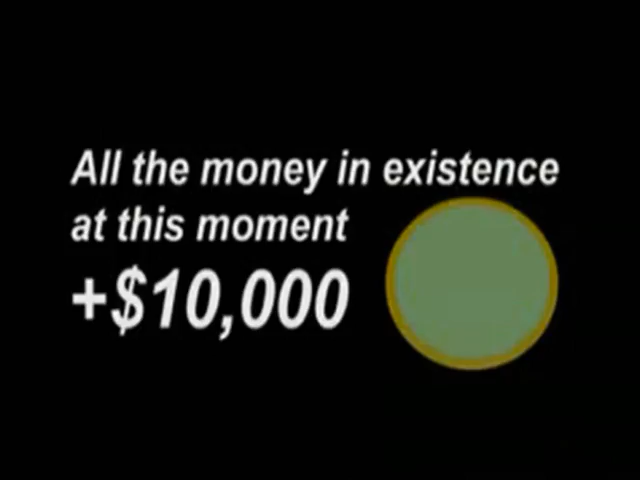 All the money in existence
at this moment
+$10,000